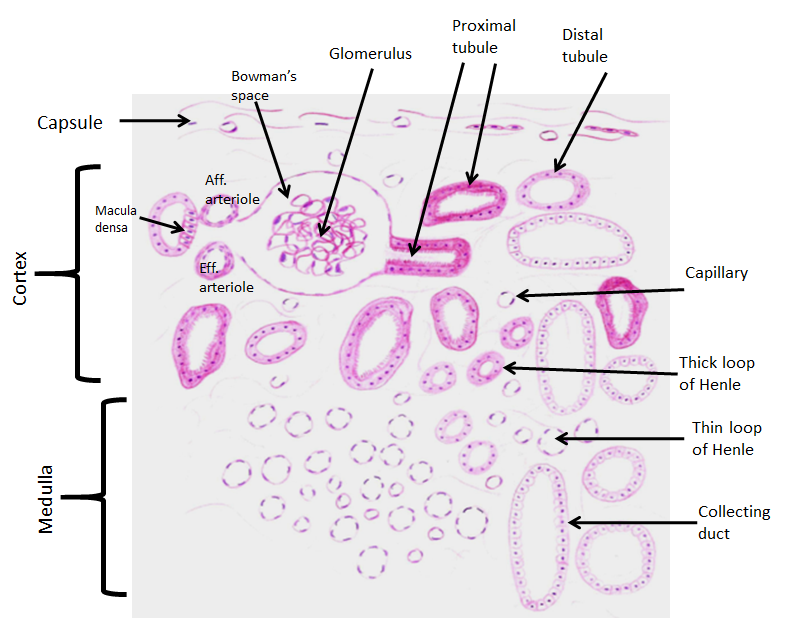 Proximal
tubule
Distal
tubule
Glomerulus
Bowman's
space
Capsule
Aff.
arteriole
Macula
densa
Eff.
arteriole
Cortex
Capillary
Thick loop
of Henle
Thin loop
of Henle
Medulla
Collecting
duct